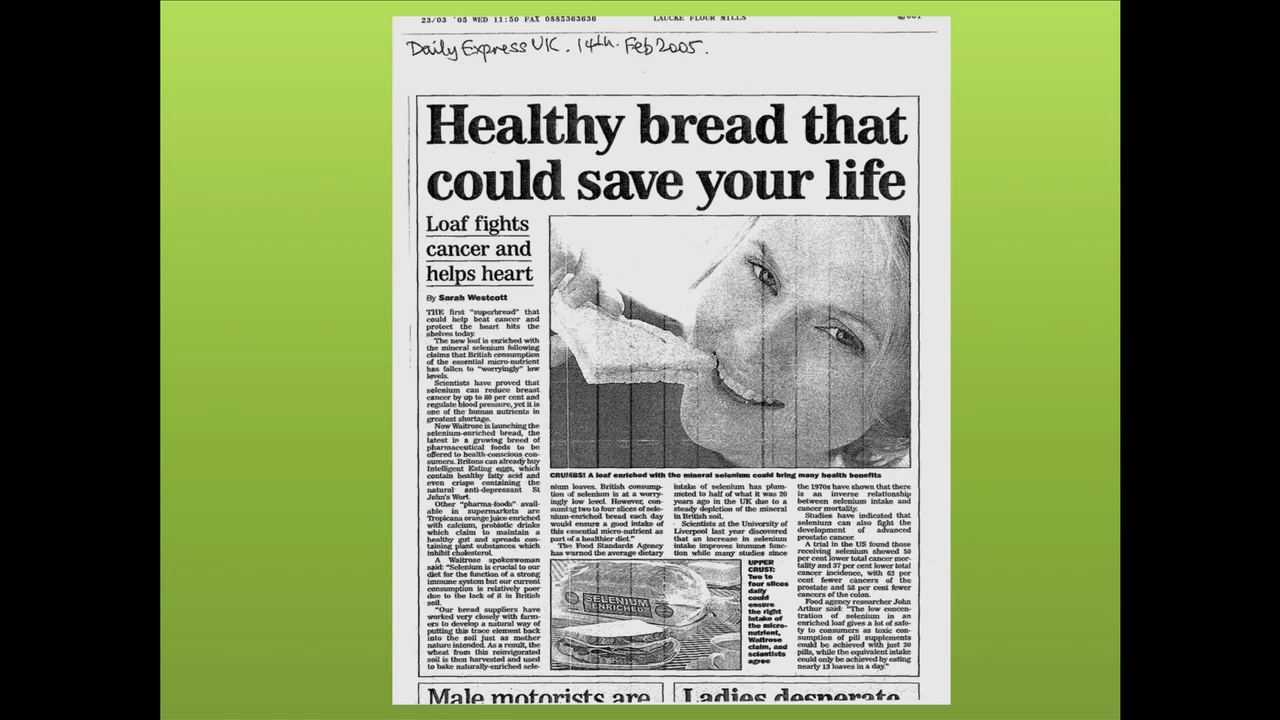 23/03 '05 WED 11:50 FAX 0885363636 LAUCKE FLOUR MILLS
Daily Express UK. 14th. Feb 2005.
Healthy bread that
could save your life
Loaf fights
cancer and
helps heart
By Sarah Westcott
THE first "superbread" that
could help beat cancer and
protect the heart hits the
shelves today.
The new loaf is enriched with
the mineral selenium following
claims that British consumption
of the essential micro-nutrient
has fallen to "worryingly" low
levels.
Scientists have proved that
selenium can reduce breast
cancer by up to 80 per cent and
regulate blood pressure, yet it is
one of the human nutrients in
greatest shortage.
Now Waitrose is launching the
selenium-enriched bread, the
latest in a growing breed of
pharmaceutical foods to be
offered to health-conscious con-
sumers. Britons can already buy
Intelligent Eating eggs, which
contain healthy fatty acid and
even crisps containing the
natural anti-depressant St
John's Wort.
Other "pharma-foods" avail-
able in supermarkets are
Tropicana orange juice enriched
with calcium, probiotic drinks
which claim to maintain a
healthy gut and spreads con-
taining plant substances which
inhibit cholesterol.
A Waitrose spokeswoman
said: "Selenium is crucial to our
diet for the function of a strong
immune system but our current
consumption is relatively poor
due to the lack of it in British
soil.
"Our bread suppliers have
worked very closely with farm-
ers to develop a natural way of
putting this trace element back
into the soil just as mother
nature intended. As a result, the
wheat from this reinvigorated
soil is then harvested and used
to bake naturally-enriched sele-
CRUMBS! A loaf enriched with the mineral selenium could bring many health benefits
nium loaves. British consump-
tion of selenium is at a worry-
ingly low level. However, con-
suming two to four slices of sele-
nium-enriched bread each day
would ensure a good intake of
this essential micro-nutrient as
part of a healthier diet."
The Food Standards Agency
has warned the average dietary
intake of selenium has plum-
meted to half of what it was 20
years ago in the UK due to a
steady depletion of the mineral
in British soil.
Scientists at the University of
Liverpool last year discovered
that an increase in selenium
intake improves immune func-
tion while many studies since
the 1970s have shown that there
is an inverse relationship
between selenium intake and
cancer mortality.
Studies have indicated that
selenium can also fight the
development of advanced
prostate cancer.
A trial in the US found those
receiving selenium showed 50
per cent lower total cancer mor-
tality and 37 per cent lower total
cancer incidence, with 63 per
cent fewer cancers of the
prostate and 58 per cent fewer
cancers of the colon.
Food agency researcher John
Arthur said: "The low concen-
tration of selenium in an
enriched loaf gives a lot of safe-
ty to consumers as toxic con-
sumption of pill supplements
could be achieved with just 20
pills, while the equivalent intake
could only be achieved by eating
nearly 13 loaves in a day."
SELENIUM
ENRICHED
UPPER
CRUST:
Two to
four slices
daily
could
ensure
the right
intake of
the micro-
nutrient,
Waitrose
claim, and
scientists
agree
Male motorists are
Ladies desperate